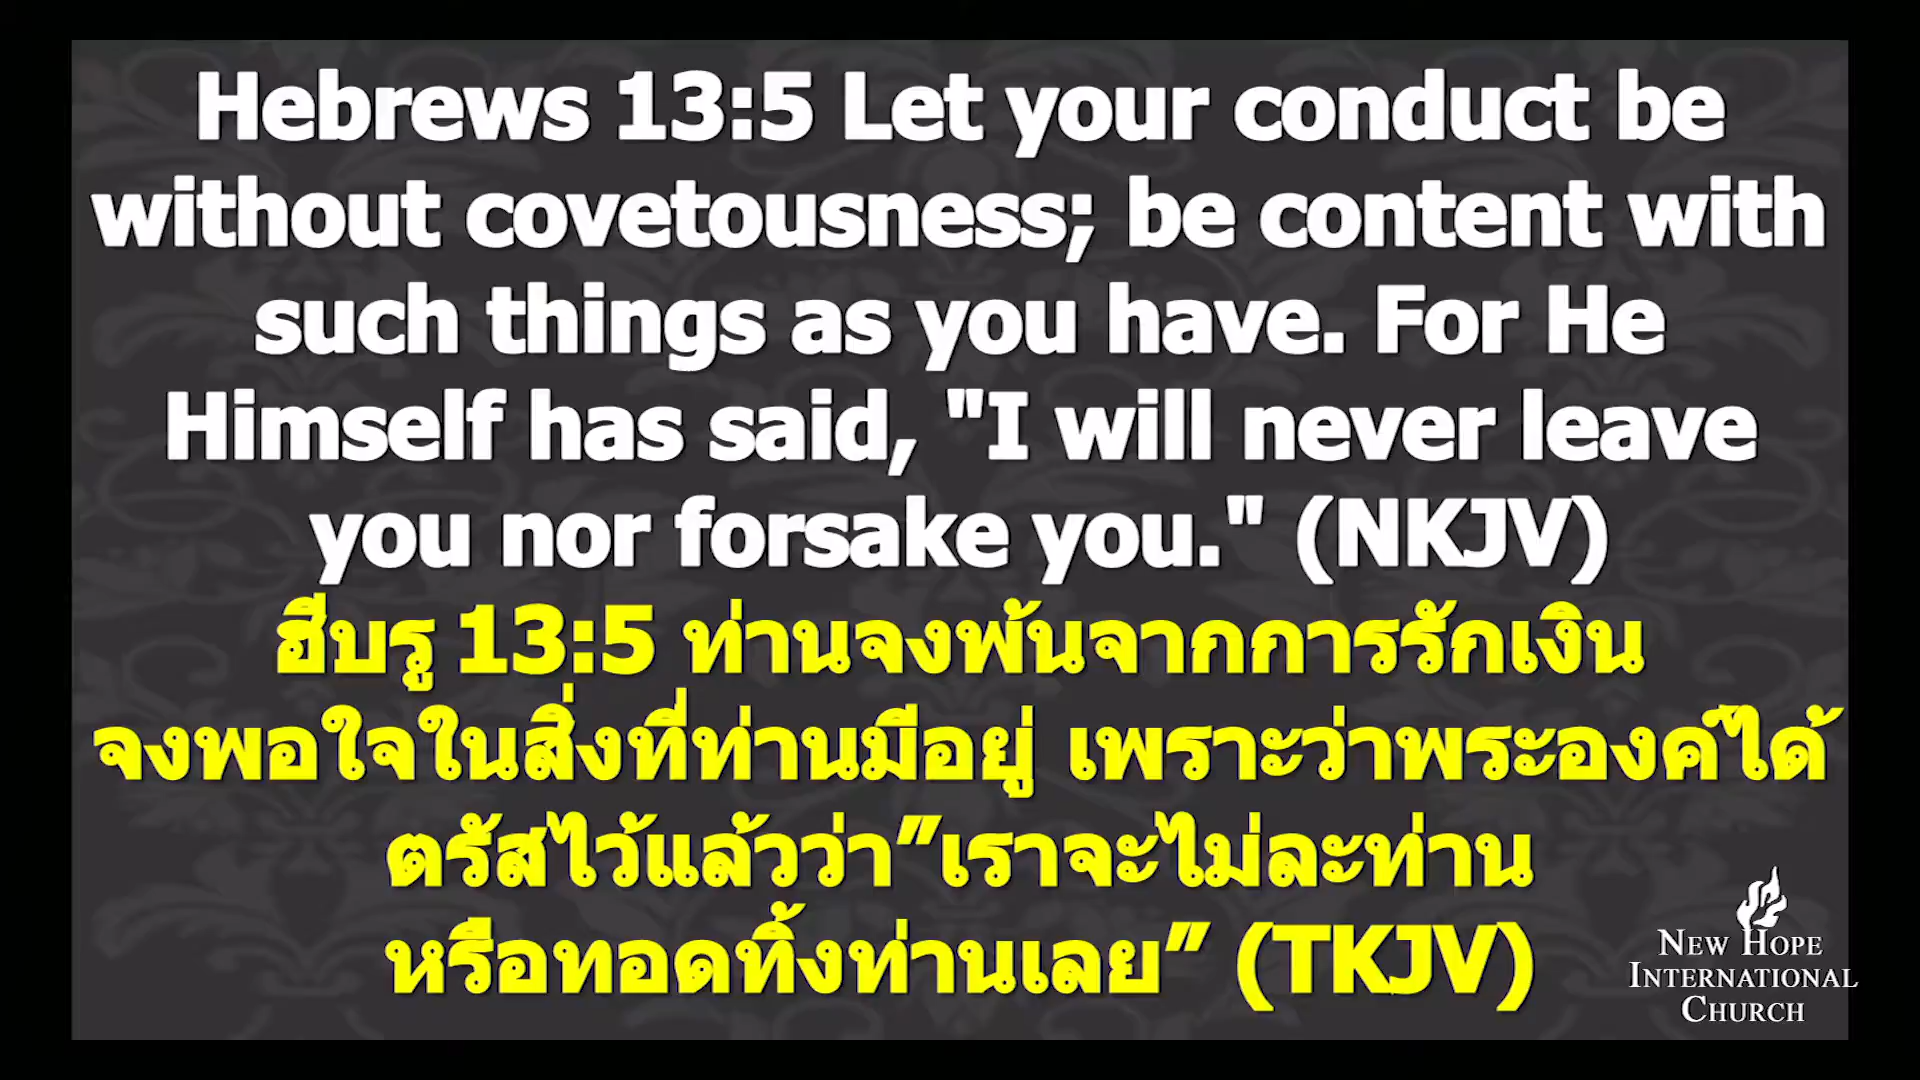 Hebrews 13:5 Let your conduct be
without covetousness; be content with
such things as you have. For He
Himself has said, "I will never leave
you nor forsake you." (NKJV)
ฮีบรู 13:5 ท่านจงพ้นจากการรักเงิน
จงพอใจในสิ่งที่ท่านมีอยู่ เพราะว่าพระองค์ได้
ตรัสไว้แล้วว่า”เราจะไม่ละท่าน
หรือทอดทิ้งท่านเลย” (TKJV)
NEW HOPE
INTERNATIONAL
CHURCH